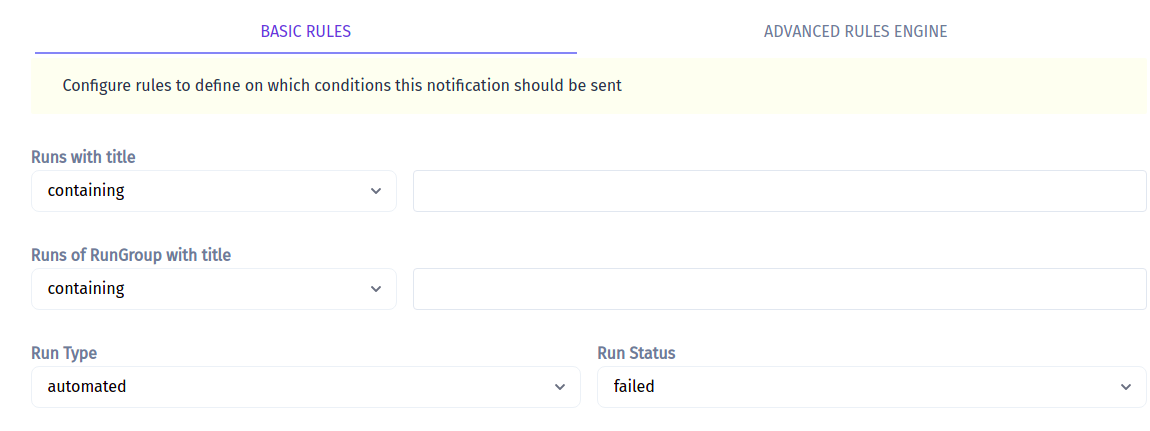 BASIC RULES
ADVANCED RULES ENGINE
Configure rules to define on which conditions this notification should be sent
Runs with title
containing
Runs of RunGroup with title
containing
Run Type
Run Status
automated
failed